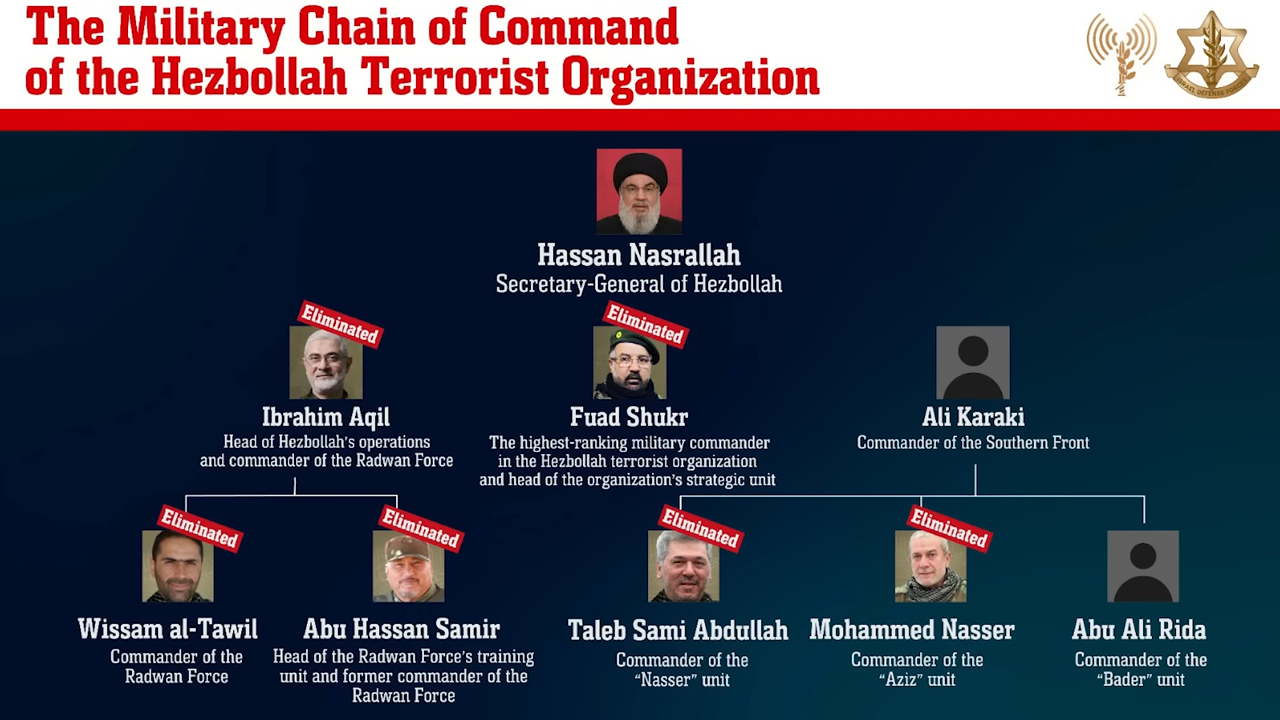 The Military Chain of Command
of the Hezbollah Terrorist Organization
ISRAEL DEFENSE FORCES
Hassan Nasrallah
Secretary-General of Hezbollah
Eliminated
Ibrahim Aqil
Head of Hezbollah's operations
and commander of the Radwan Force
Eliminated
Fuad Shukr
The highest-ranking military commander
in the Hezbollah terrorist organization
and head of the organization's strategic unit
Ali Karaki
Commander of the Southern Front
Eliminated
Wissam al-Tawil
Commander of the
Radwan Force
Eliminated
Abu Hassan Samir
Head of the Radwan Force's training
unit and former commander of the
Radwan Force
Eliminated
Taleb Sami Abdullah
Commander of the
“Nasser” unit
Eliminated
Mohammed Nasser
Commander of the
“Aziz” unit
Abu Ali Rida
Commander of the
“Bader” unit